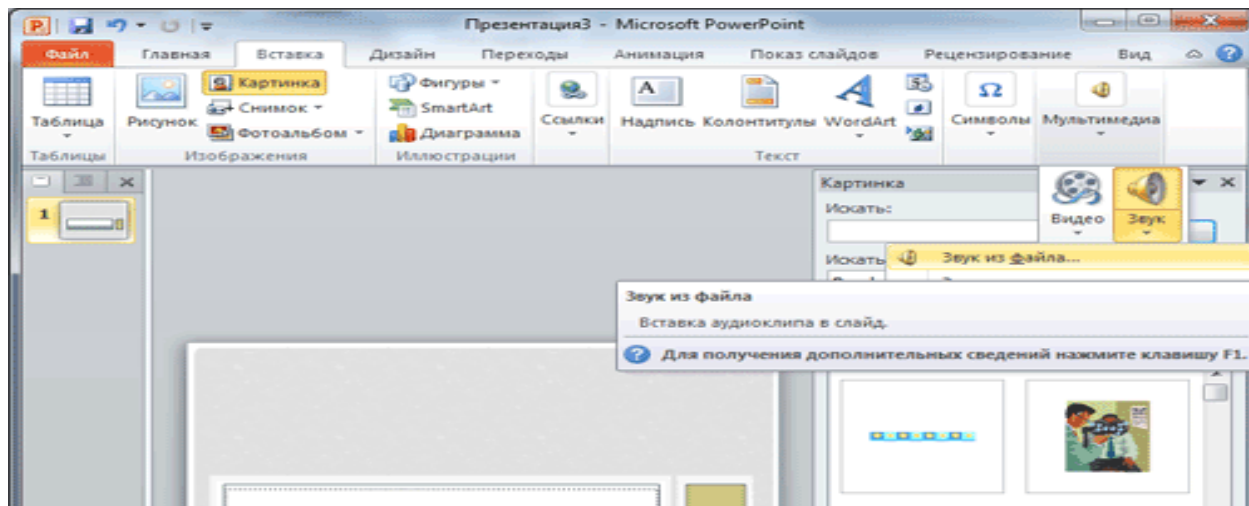 Презентация3 - Microsoft PowerPoint
Файл Главная Вставка Дизайн Переходы Анимация Показ слайдов Рецензирование Вид
Картинка
Снимок
Фотоальбом
Фигуры
SmartArt
Диаграмма
Таблица Рисунок Ссылки Надпись Колонтитулы WordArt Символы Мультимедиа
Таблицы Изображения Иллюстрации Текст
Картинка
Искать:
Видео Звук
1
Искать
Звук из файла...
Звук из файла
Вставка аудиоклипа в слайд.
Для получения дополнительных сведений нажмите клавишу F1.